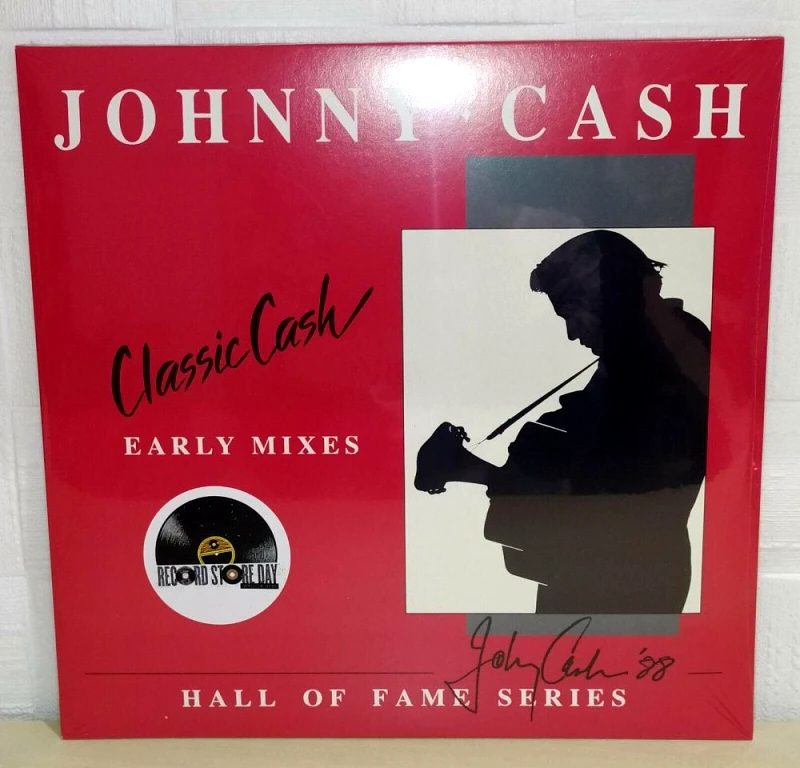 JOHNNY CASH
Classic Cash
EARLY MIXES
RECORD STORE DAY
Johnny Cash '88
HALL OF FAME SERIES